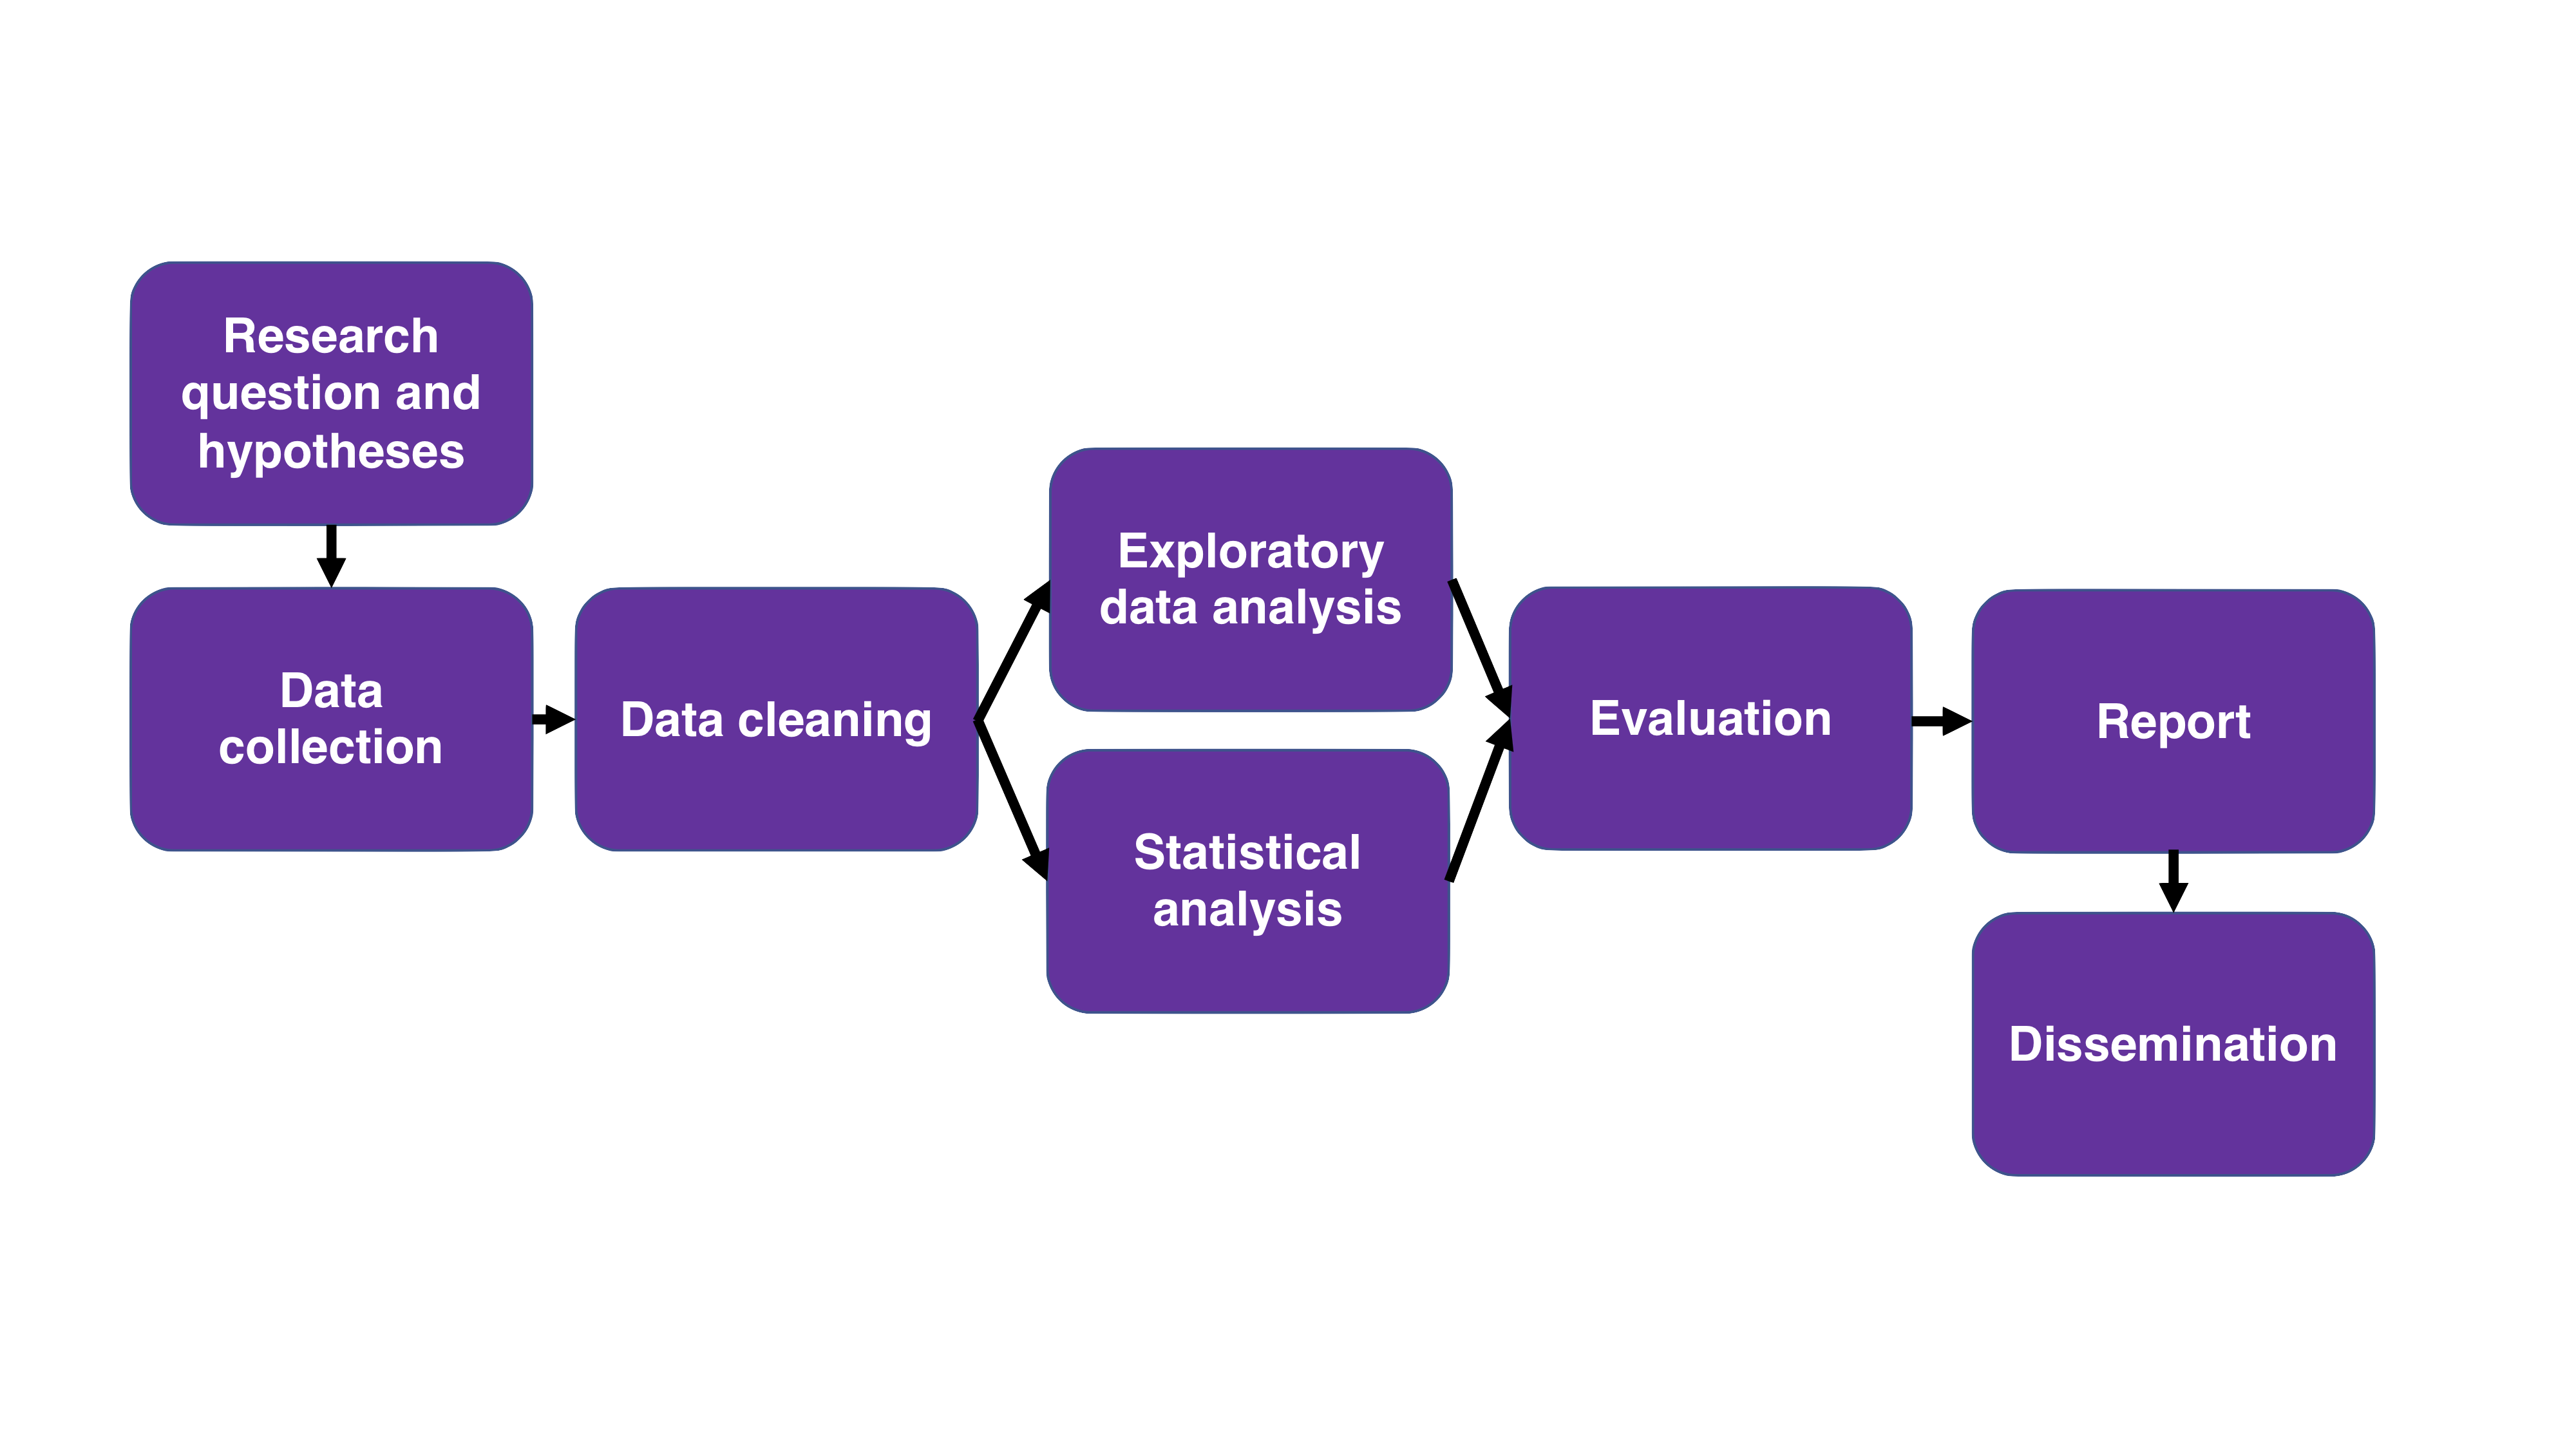 Research
question and
hypotheses
Data
collection
Data cleaning
Exploratory
data analysis
Statistical
analysis
Evaluation
Report
Dissemination